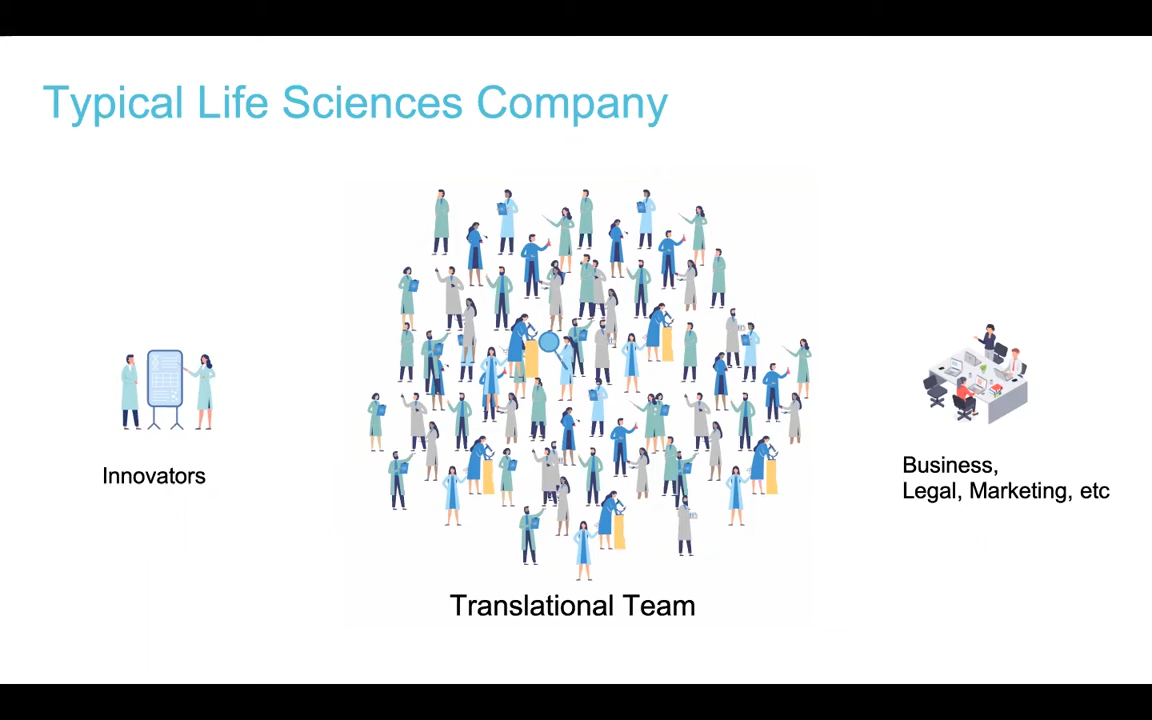 Typical Life Sciences Company
Innovators
Business,
Legal, Marketing, etc
Translational Team